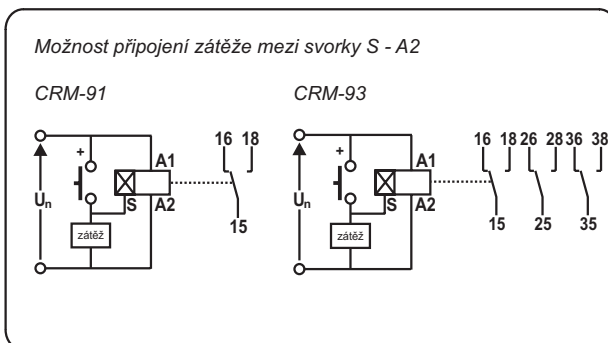 Možnost připojení zátěže mezi svorky S - A2
CRM-91
CRM-93
Un
+
A1
S
A2
zátěž
16 18
15
Un
+
A1
S
A2
zátěž
16 18 26 28 36 38
15 25 35